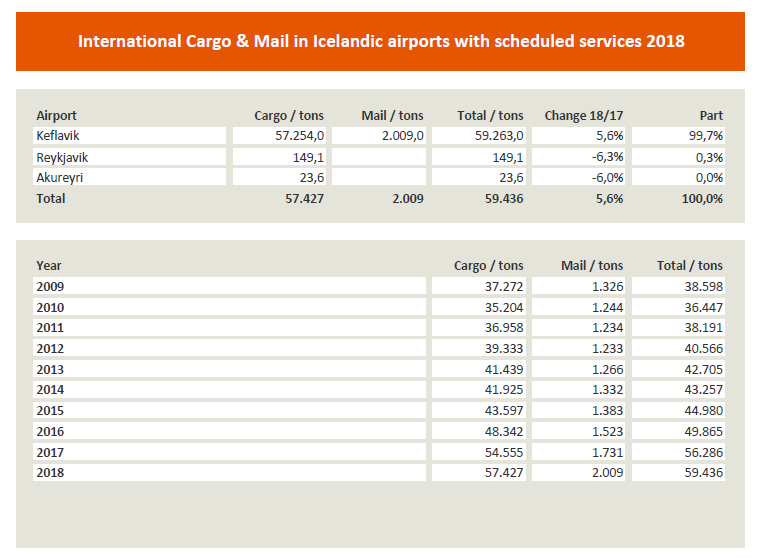 International Cargo & Mail in Icelandic airports with scheduled services 2018
Airport Cargo / tons Mail / tons Total / tons Change 18/17 Part
Keflavik 57.254,0 2.009,0 59.263,0 5,6% 99,7%
Reykjavik 149,1 149,1 -6,3% 0,3%
Akureyri 23,6 23,6 -6,0% 0,0%
Total 57.427 2.009 59.436 5,6% 100,0%
Year Cargo / tons Mail / tons Total / tons
2009 37.272 1.326 38.598
2010 35.204 1.244 36.447
2011 36.958 1.234 38.191
2012 39.333 1.233 40.566
2013 41.439 1.266 42.705
2014 41.925 1.332 43.257
2015 43.597 1.383 44.980
2016 48.342 1.523 49.865
2017 54.555 1.731 56.286
2018 57.427 2.009 59.436